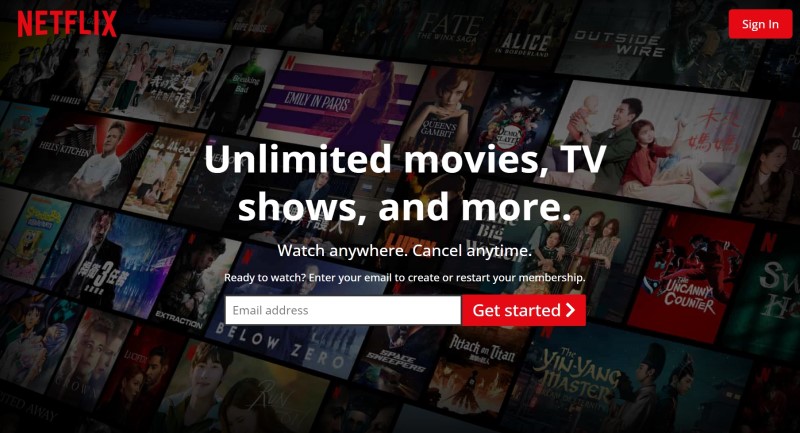 NETFLIX
Sign In
FATE
THE WINX SAGA
ALICE
IN BORDERLAND
OUTSIDE
WIRE
Breaking
Bad
EMILY IN PARIS
THE
QUEEN'S
GAMBIT
HELL'S KITCHEN
Unlimited movies, TV
shows, and more.
Watch anywhere. Cancel anytime.
Ready to watch? Enter your email to create or restart your membership.
Email address
Get started
The
UNCANNY
COUNTER
EXTRACTION
LUCIFER
BELOW ZERO
SPACE
SWEEPERS
Attack on Titan
The
YIN-YANG
MASTER
RUN